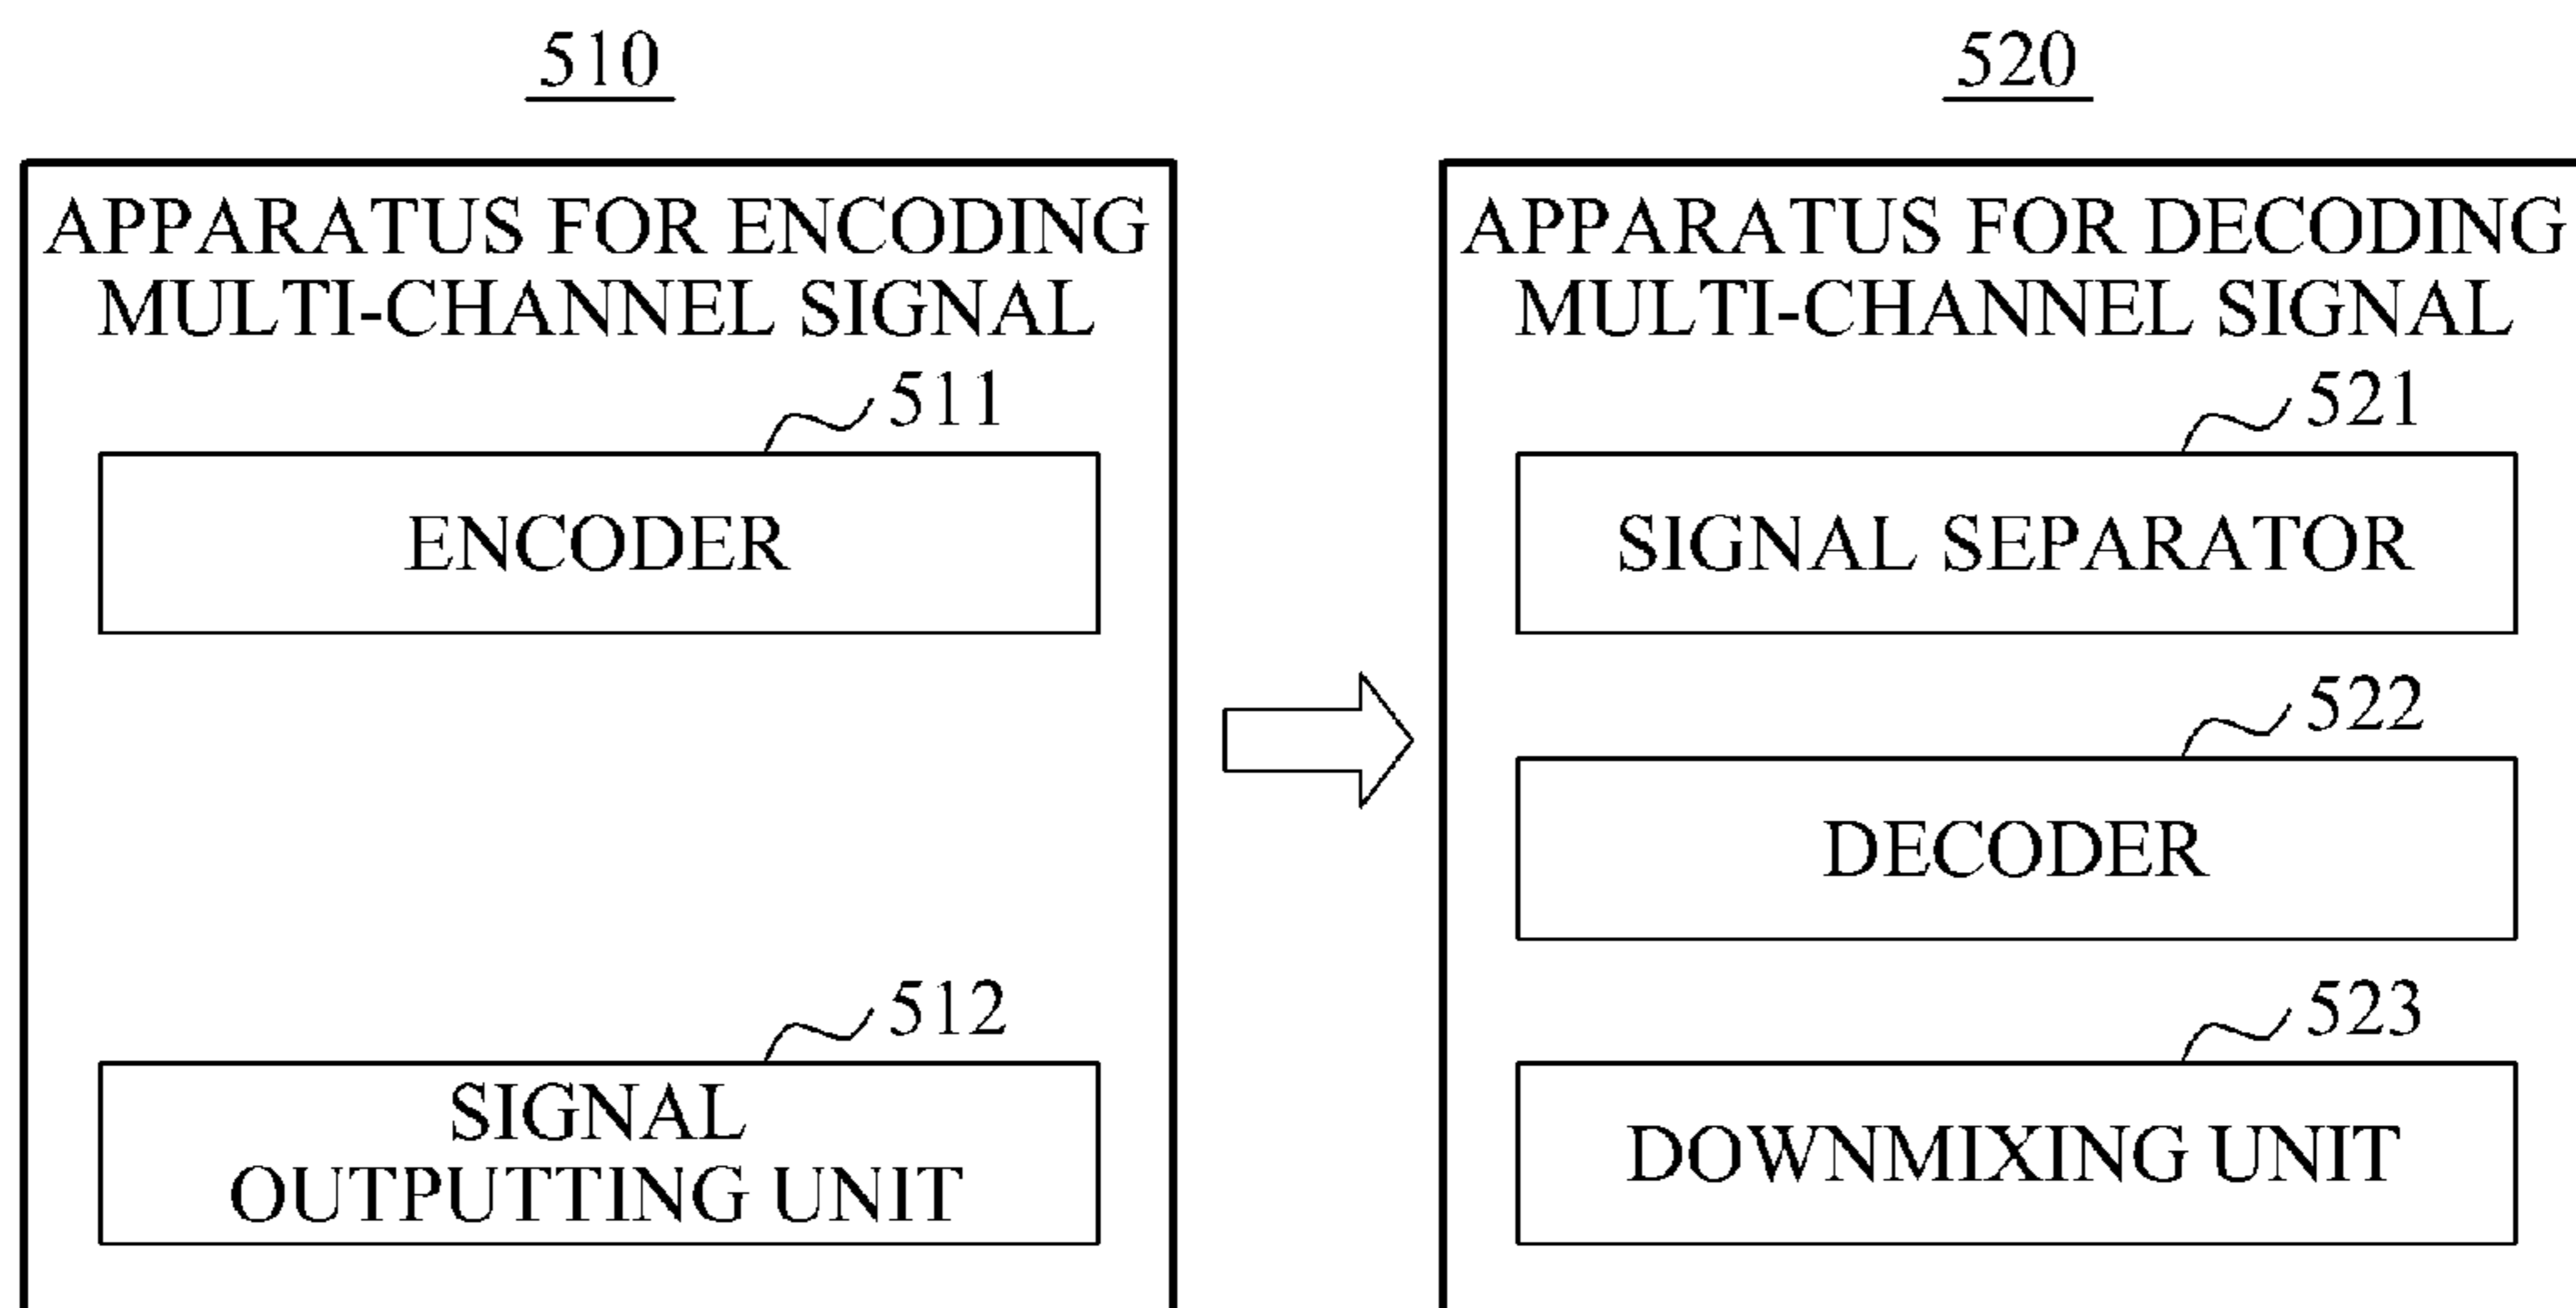 510
APPARATUS FOR ENCODING
MULTI-CHANNEL SIGNAL
511
ENCODER
512
SIGNAL
OUTPUTTING UNIT
520
APPARATUS FOR DECODING
MULTI-CHANNEL SIGNAL
521
SIGNAL SEPARATOR
522
DECODER
523
DOWNMIXING UNIT